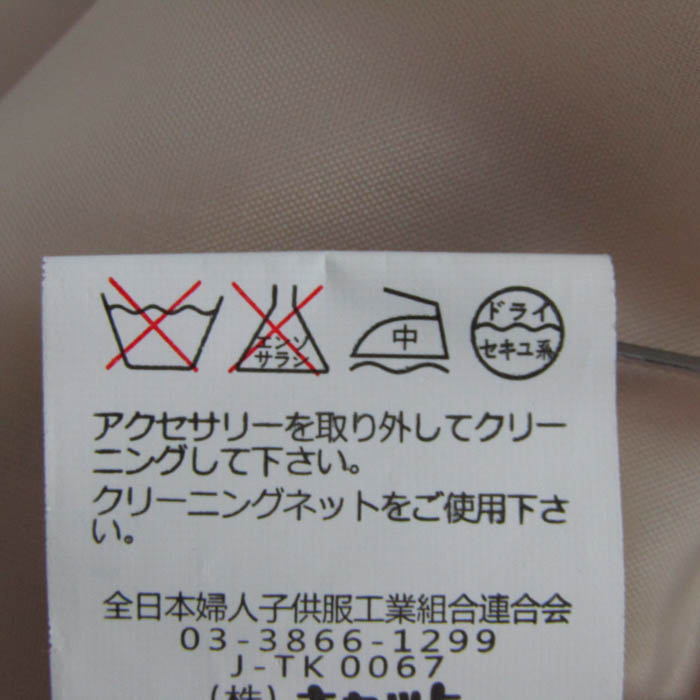 エンソ
サラシ
中
ドライ
セキユ系
アクセサリーを取り外してクリー
ニングして下さい。
クリーニングネットをご使用下さ
い。
全日本婦人子供服工業組合連合会
03-3866-1299
J-TK0067
(株)